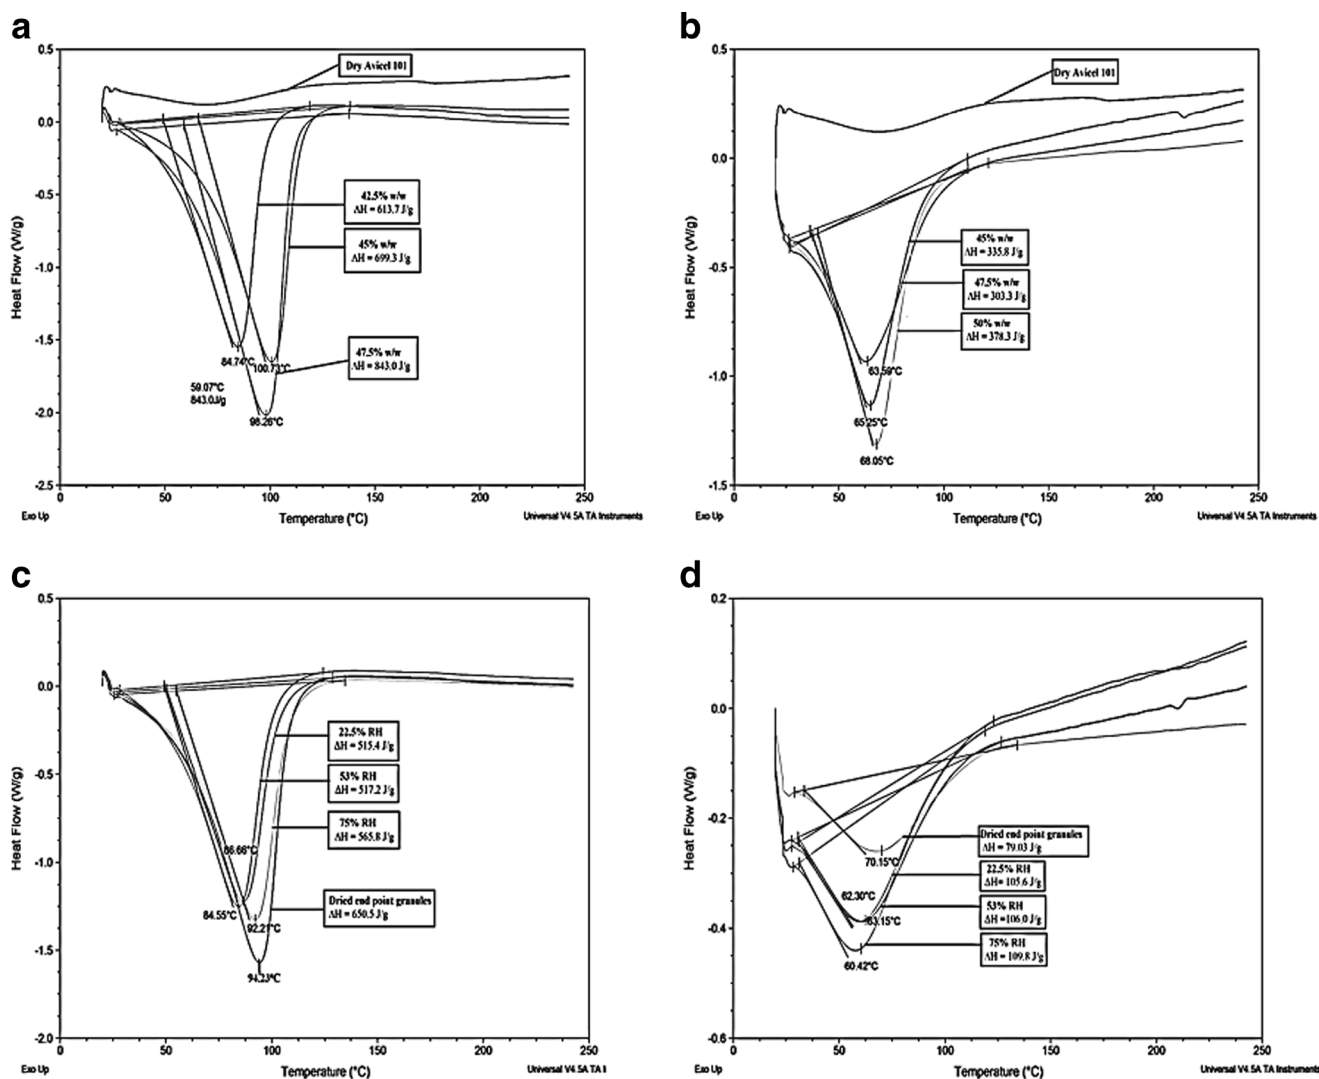 a
0.5
0.0
-0.5
-1.0
-1.5
-2.0
-2.5
Heat Flow (W/g)
Dry Avicel 101
42.5% w/w
ΔH = 613.7 J/g
45% w/w
ΔH = 699.3 J/g
47.5% w/w
ΔH = 843.0 J/g
84.74°C
100.73°C
59.07°C
843.0J/g
98.26°C
0
50
100
150
200
250
Exo Up
Temperature (°C)
Universal V4.5A TA Instruments
b
0.5
0.0
-0.5
-1.0
-1.5
Heat Flow (W/g)
Dry Avicel 101
45% w/w
ΔH = 335.8 J/g
47.5% w/w
ΔH = 303.3 J/g
50% w/w
ΔH = 378.3 J/g
63.59°C
65.25°C
68.05°C
0
50
100
150
200
250
Exo Up
Temperature (°C)
Universal V4.5A TA Instruments
c
0.5
0.0
-0.5
-1.0
-1.5
-2.0
Heat Flow (W/g)
22.5% RH
ΔH = 515.4 J/g
53% RH
ΔH = 517.2 J/g
75% RH
ΔH = 565.8 J/g
Dried end point granules
ΔH = 650.5 J/g
86.66°C
84.55°C
92.21°C
94.23°C
0
50
100
150
200
250
Exo Up
Temperature (°C)
Universal V4.5A TA I
d
0.2
0.0
-0.2
-0.4
-0.6
Heat Flow (W/g)
Dried end point granules
ΔH = 79.03 J/g
22.5% RH
ΔH= 105.6 J/g
53% RH
ΔH =106.0 J/g
75% RH
ΔH = 109.8 J/g
70.15°C
62.30°C
63.15°C
60.42°C
0
50
100
150
200
250
Exo Up
Temperature (°C)
Universal V4.5A TA Instruments